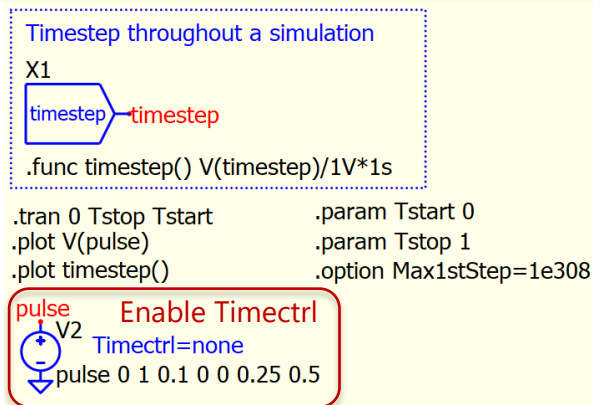 Timestep throughout a simulation
X1
timestep timestep
.func timestep() V(timestep)/1V*1s
.tran 0 Tstop Tstart
.plot V(pulse)
.plot timestep()
.param Tstart 0
.param Tstop 1
.option Max1stStep=1e308
pulse
Enable Timectrl
V2
Timectrl=none
pulse 0 1 0.1 0 0 0.25 0.5